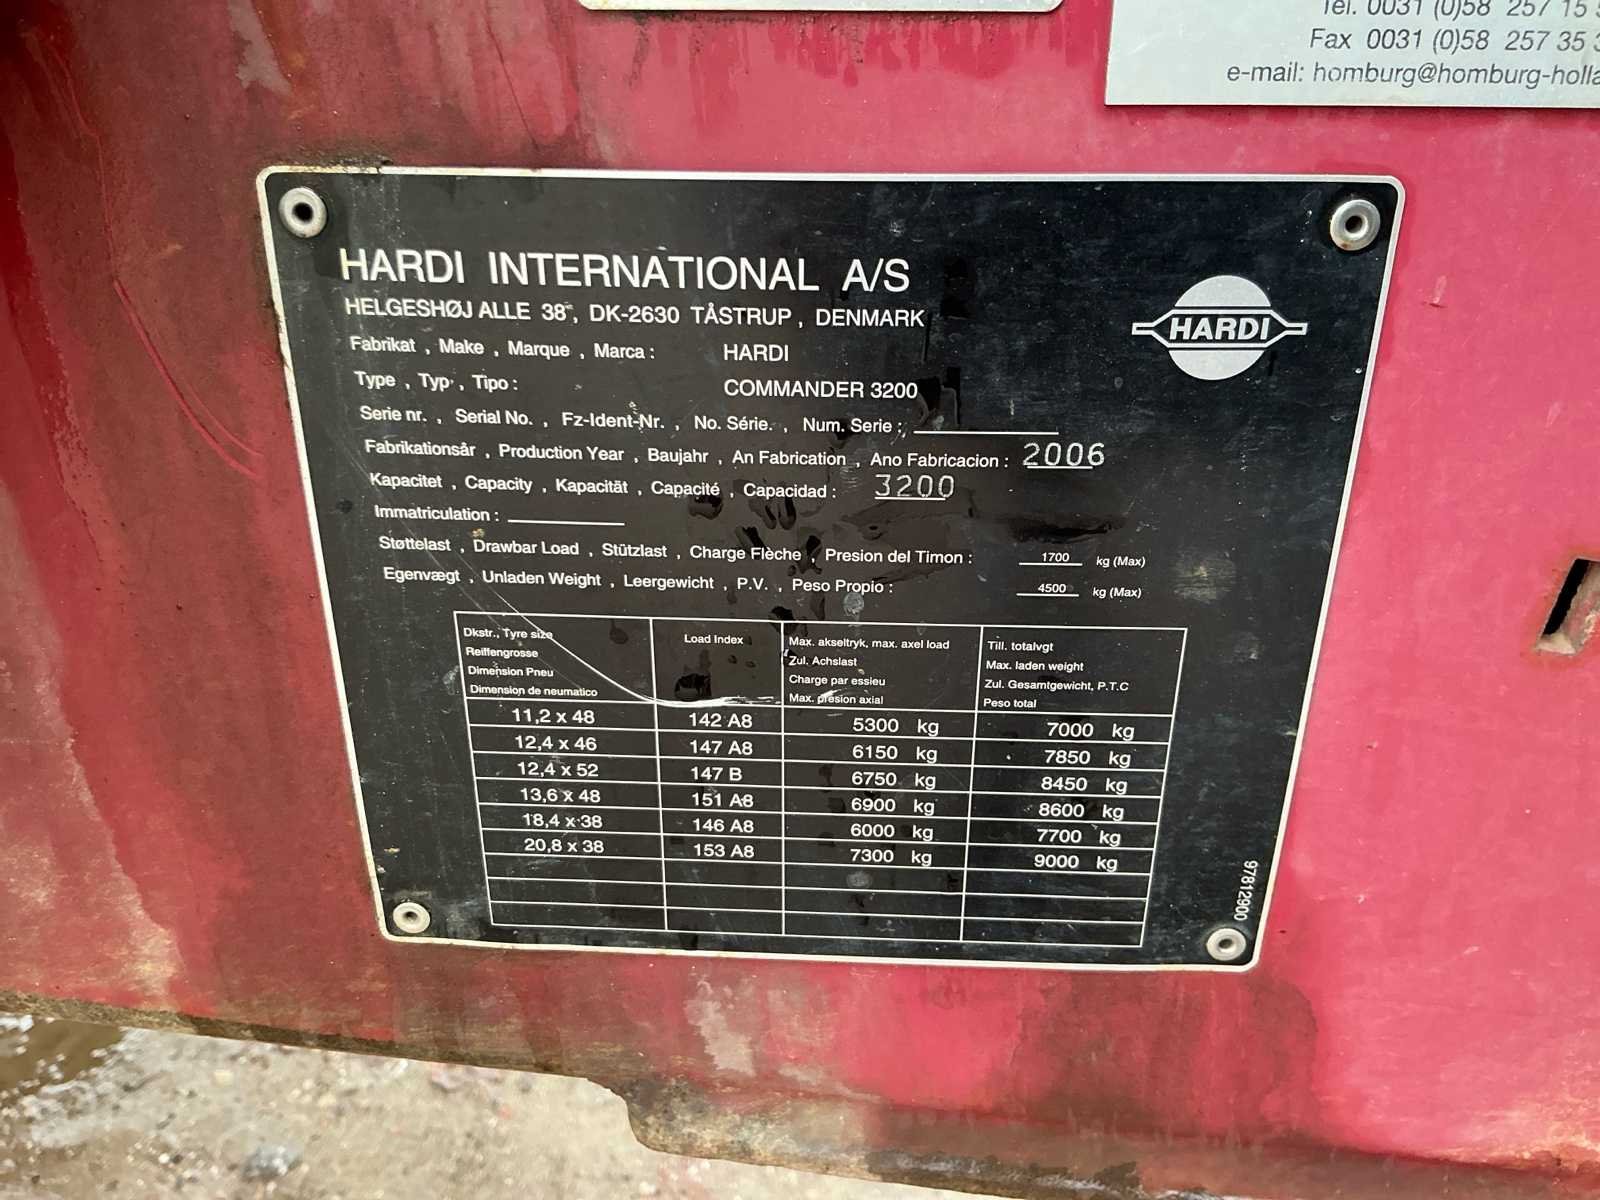 Tel. 0031 (0)58 257 15
Fax 0031 (0)58 257 35
e-mail: homburg@homburg-holla
HARDI INTERNATIONAL A/S
HELGESHØJ ALLE 38, DK-2630 TÅSTRUP, DENMARK
HARDI
Fabrikat, Make, Marque, Marca: HARDI
Type, Typ, Tipo: COMMANDER 3200
Serie nr., Serial No., Fz-Ident-Nr., No. Série., Num. Serie:
Fabrikationsår, Production Year, Baujahr, An Fabrication, Ano Fabricacion: 2006
Kapacitet, Capacity, Kapacität, Capacité, Capacidad: 3200
Immatriculation:
Støttelast, Drawbar Load, Stützlast, Charge Flèche, Presion del Timon: 1700 kg (Max)
Egenvægt, Unladen Weight, Leergewicht, P.V., Peso Propio: 4500 kg (Max)
Dkstr., Tyre size
Reiffengrosse
Dimension Pneu
Dimension de neumatico
Load Index
Max. akseltryk, max. axel load
Zul. Achslast
Charge par essieu
Max. presion axial
Till. totalvgt
Max. laden weight
Zul. Gesamtgewicht, P.T.C
Peso total
11,2 x 48 142 A8 5300 kg 7000 kg
12,4 x 46 147 A8 6150 kg 7850 kg
12,4 x 52 147 B 6750 kg 8450 kg
13,6 x 48 151 A8 6900 kg 8600 kg
18,4 x 38 146 A8 6000 kg 7700 kg
20,8 x 38 153 A8 7300 kg 9000 kg
97812900